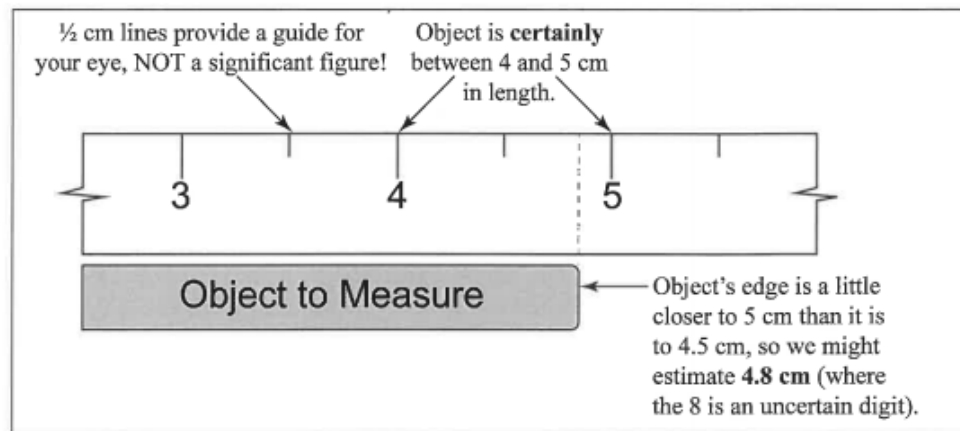 ½ cm lines provide a guide for
your eye, NOT a significant figure!
Object is certainly
between 4 and 5 cm
in length.
3
4
5
Object to Measure
Object's edge is a little
closer to 5 cm than it is
to 4.5 cm, so we might
estimate 4.8 cm (where
the 8 is an uncertain digit).